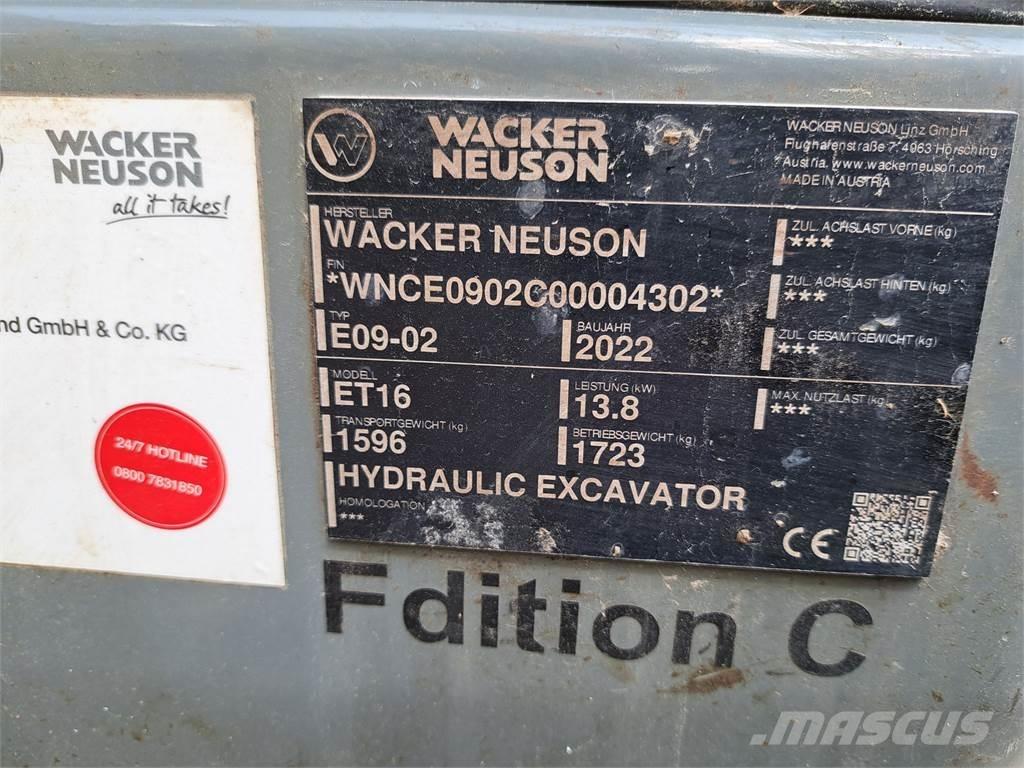 WACKER
NEUSON
all it takes!
nd GmbH & Co. KG
24/7 HOTLINE
0800 7831850
WACKER
NEUSON
WACKER NEUSON Linz GmbH
Flughafenstraße 7, 4063 Hörsching
Austria, www.wackerneuson.com
MADE IN AUSTRIA
HERSTELLER
WACKER NEUSON
FIN
*WNCE0902C00004302*
TYP
E09-02
BAUJAHR
2022
MODELL
ET16
LEISTUNG (kW)
13.8
TRANSPORTGEWICHT (kg)
1596
BETRIEBSGEWICHT (kg)
1723
HYDRAULIC EXCAVATOR
HOMOLOGATION
***
ZUL. ACHSLAST VORNE (kg)
***
ZUL. ACHSLAST HINTEN (kg)
***
ZUL. GESAMTGEWICHT (kg)
***
MAX. NUTZLAST (kg)
***
CE
Fdition C
MASCUS